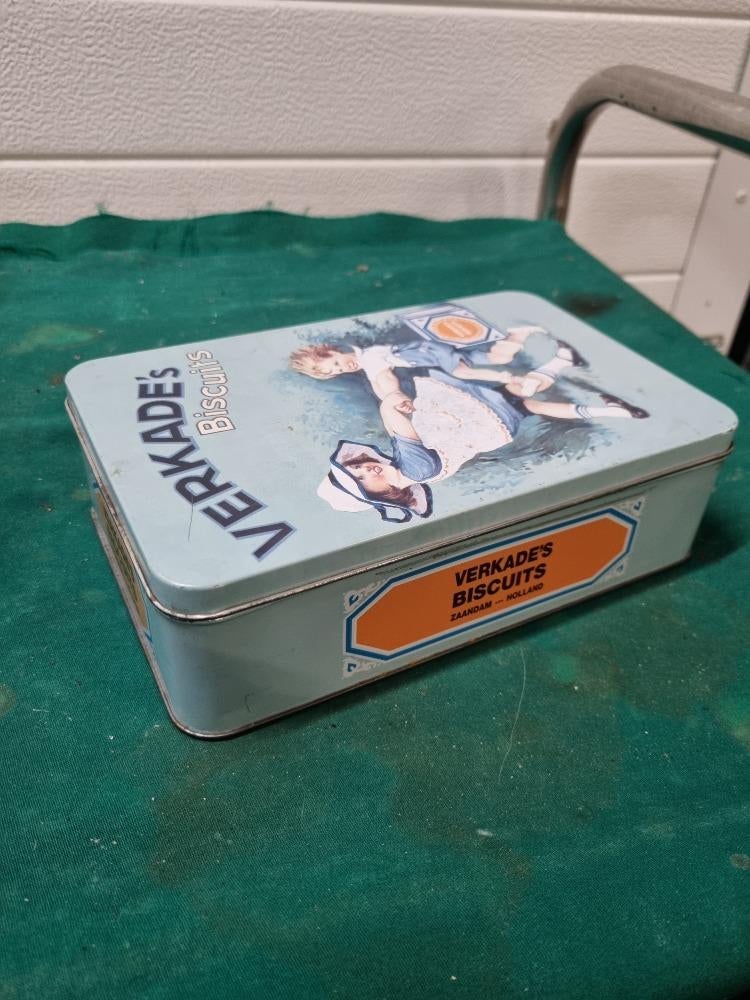 VERKADE's
Biscuits
VERKADE'S
BISCUITS
ZAANDAM --- HOLLAND